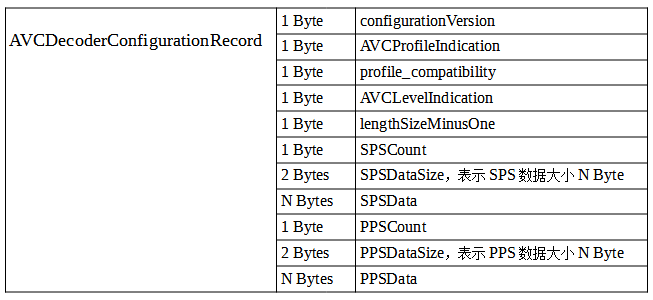 AVCDecoderConfigurationRecord
1 Byte configurationVersion
1 Byte AVCProfileIndication
1 Byte profile_compatibility
1 Byte AVCLevelIndication
1 Byte lengthSizeMinusOne
1 Byte SPSCount
2 Bytes SPSDataSize，表示 SPS 数据大小 N Byte
N Bytes SPSData
1 Byte PPSCount
2 Bytes PPSDataSize，表示 PPS 数据大小 N Byte
N Bytes PPSData